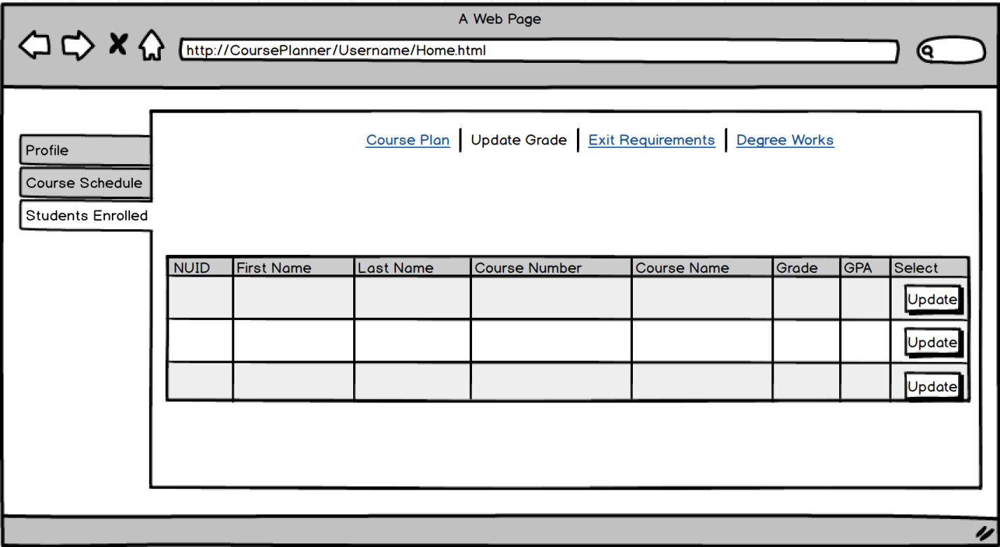 A Web Page
http://CoursePlanner/Username/Home.html
Course Plan Update Grade Exit Requirements Degree Works
Profile
Course Schedule
Students Enrolled
NUID First Name Last Name Course Number Course Name Grade GPA Select
Update
Update
Update